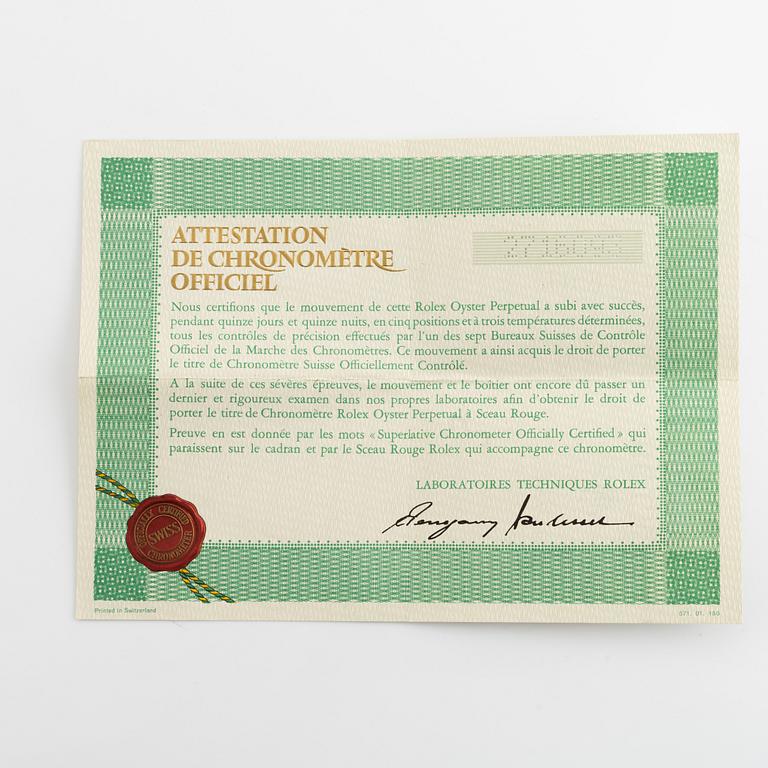 ATTESTATION
DE CHRONOMÈTRE
OFFICIEL
Nous certifions que le mouvement de cette Rolex Oyster Perpetual a subi avec succès,
pendant quinze jours et quinze nuits, en cinq positions et à trois températures déterminées,
tous les contrôles de précision effectués par l'un des sept Bureaux Suisses de Contrôle
Officiel de la Marche des Chronomètres. Ce mouvement a ainsi acquis le droit de porter
le titre de Chronomètre Suisse Officiellement Contrôlé.
A la suite de ces sévères épreuves, le mouvement et le boîtier ont encore dû passer un
dernier et rigoureux examen dans nos propres laboratoires afin d'obtenir le droit de
porter le titre de Chronomètre Rolex Oyster Perpetual à Sceau Rouge.
Preuve en est donnée par les mots «Superlative Chronometer Officially Certified» qui
paraissent sur le cadran et par le Sceau Rouge Rolex qui accompagne ce chronomètre.
LABORATOIRES TECHNIQUES ROLEX
OFFICIALLY CERTIFIED
SWISS
CHRONOMETER
Printed in Switzerland
571. 01. 150